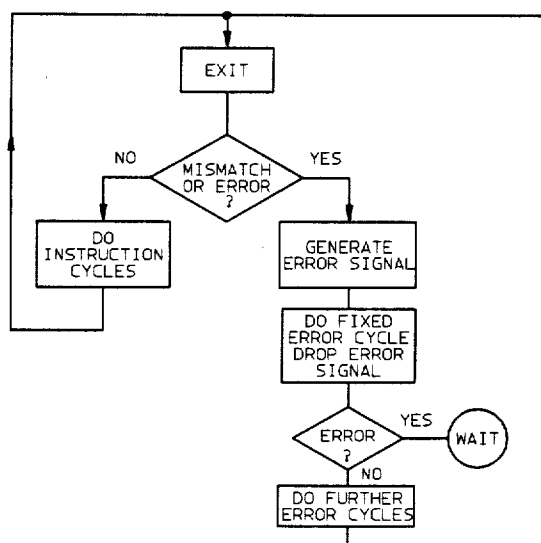 EXIT
NO
YES
MISMATCH
OR ERROR
?
DO
INSTRUCTION
CYCLES
GENERATE
ERROR SIGNAL
DO FIXED
ERROR CYCLE
DROP ERROR
SIGNAL
YES
ERROR
?
WAIT
NO
DO FURTHER
ERROR CYCLES